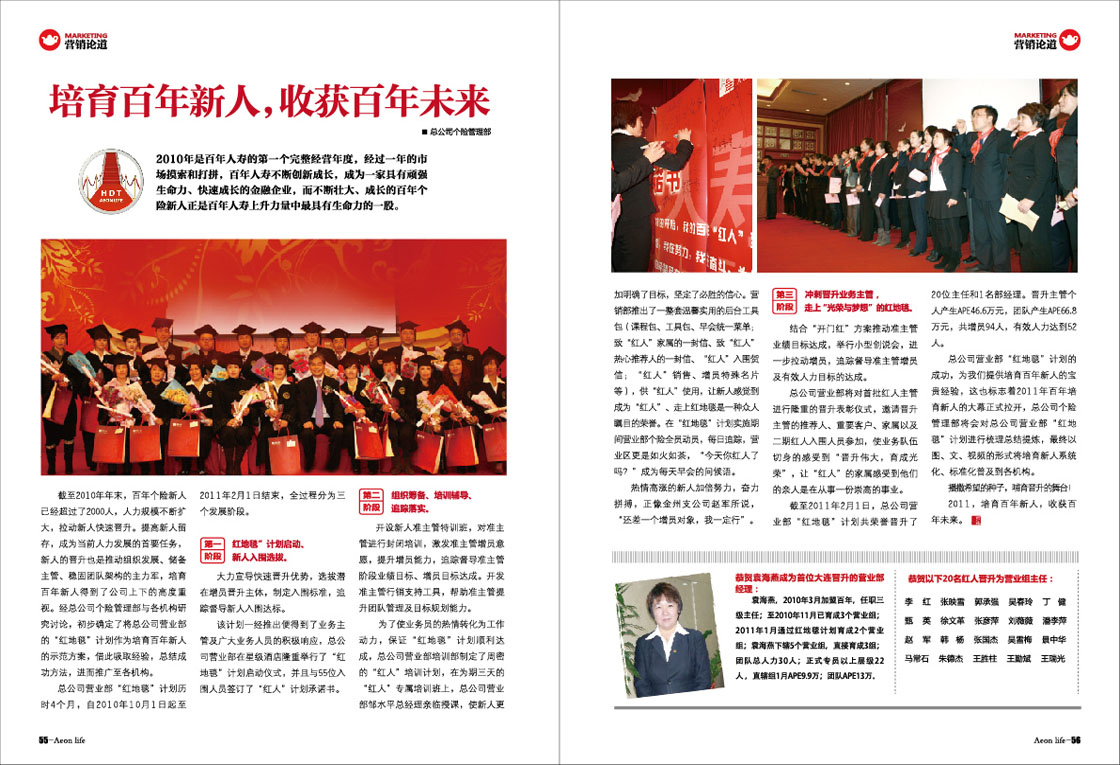 MARKETING
营销论道
培育百年新人，收获百年未来
■ 总公司个险管理部
HDT
AEONLIFE
2010年是百年人寿的第一个完整经营年度，经过一年的市
场摸索和打拼，百年人寿不断创新成长，成为一家具有顽强
生命力、快速成长的金融企业，而不断壮大、成长的百年个
险新人正是百年人寿上升力量中最具有生命力的一股。
截至2010年年末，百年个险新人
已经超过了2000人，人力规模不断扩
大，拉动新人快速晋升。提高新人留
存，成为当前人力发展的首要任务，
新人的晋升也是推动组织发展、储备
主管、稳固团队架构的主力军，培育
百年新人得到了公司上下的高度重
视。经总公司个险管理部与各机构研
究讨论，初步确定了将总公司营业部
的“红地毯”计划作为培育百年新人
的示范方案，借此吸取经验，总结成
功方法，进而推广至各机构。
总公司营业部“红地毯”计划历
时4个月，自2010年10月1日起至
2011年2月1日结束，全过程分为三
个发展阶段。
第一
阶段
红地毯”计划启动、
新人入围选拔。
大力宣导快速晋升优势，选拔潜
在增员晋升主体，制定入围标准，追
踪督导新人入围达标。
该计划一经推出便得到了业务主
管及广大业务人员的积极响应，总公
司营业部在星级酒店隆重举行了“红
地毯”计划启动仪式，并且与55位入
围人员签订了“红人”计划承诺书。
第二
阶段
组织筹备、培训辅导、
追踪落实。
开设新人准主管特训班，对准主
管进行封闭培训，激发准主管增员意
愿，提升增员能力，追踪督导准主管
阶段业绩目标、增员目标达成。开发
准主管行销支持工具，帮助准主管提
升团队管理及目标规划能力。
为了使业务员的热情转化为工作
动力，保证“红地毯”计划顺利达
成，总公司营业部培训部制定了周密
的“红人”培训计划，在为期三天的
“红人”专属培训班上，总公司营业
部邹水平总经理亲临授课，使新人更
55-Aeon life
MARKETING
营销论道
加明确了目标，坚定了必胜的信心。营
销部推出了一整套温馨实用的后台工具
包（课程包、工具包、早会统一菜单；
致“红人”家属的一封信、致“红人”
热心推荐人的一封信、“红人”入围贺
信；“红人”销售、增员特殊名片
等），供“红人”使用，让新人感觉到
成为“红人”、走上红地毯是一种众人
瞩目的荣誉。在“红地毯”计划实施期
间营业部个险全员动员，每日追踪，营
业区更是如火如荼，“今天你红人了
吗？”成为每天早会的问候语。
热情高涨的新人加倍努力，奋力
拼搏，正像金州支公司赵军所说，
“还差一个增员对象，我一定行”。
第三
阶段
冲刺晋升业务主管，
走上“光荣与梦想”的红地毯。
结合“开门红”方案推动准主管
业绩目标达成，举行小型创说会，进
一步拉动增员，追踪督导准主管增员
及有效人力目标的达成。
总公司营业部将对首批红人主管
进行隆重的晋升表彰仪式，邀请晋升
主管的推荐人、重要客户、家属以及
二期红人入围人员参加，使业务队伍
切身的感受到“晋升伟大，育成光
荣”，让“红人”的家属感受到他们
的亲人是在从事一份崇高的事业。
截至2011年2月1日，总公司营
业部“红地毯”计划共荣誉晋升了
20位主任和1名部经理。晋升主管个
人产生APE46.6万元，团队产生APE66.8
万元，共增员94人，有效人力达到52
人。
总公司营业部“红地毯”计划的
成功，为我们提供培育百年新人的宝
贵经验，这也标志着2011年百年培
育新人的大幕正式拉开，总公司个险
管理部将会对总公司营业部“红地
毯”计划进行梳理总结提炼，最终以
图、文、视频的形式将培育新人系统
化、标准化普及到各机构。
播撒希望的种子，哺育晋升的舞台！
2011，培育百年新人，收获百
年未来。
恭贺袁海燕成为首位大连晋升的营业部
经理：
袁海燕，2010年3月加盟百年，任职三
级主任；至2010年11月已育成3个营业组；
2011年1月通过红地毯计划育成2个营业
组；袁海燕下辖5个营业组，直接育成3组；
团队总人力30人；正式专员以上层级22
人，直辖组1月APE9.9万；团队APE13万。
恭贺以下20名红人晋升为营业组主任：
李 红 张映雪 郭承强 吴春玲 丁 健
甄 英 徐文革 张彦萍 刘薇薇 潘李萍
赵 军 韩 杨 张国杰 吴雪梅 景中华
马常石 朱德杰 王胜柱 王勤斌 王瑞光
Aeon life-56